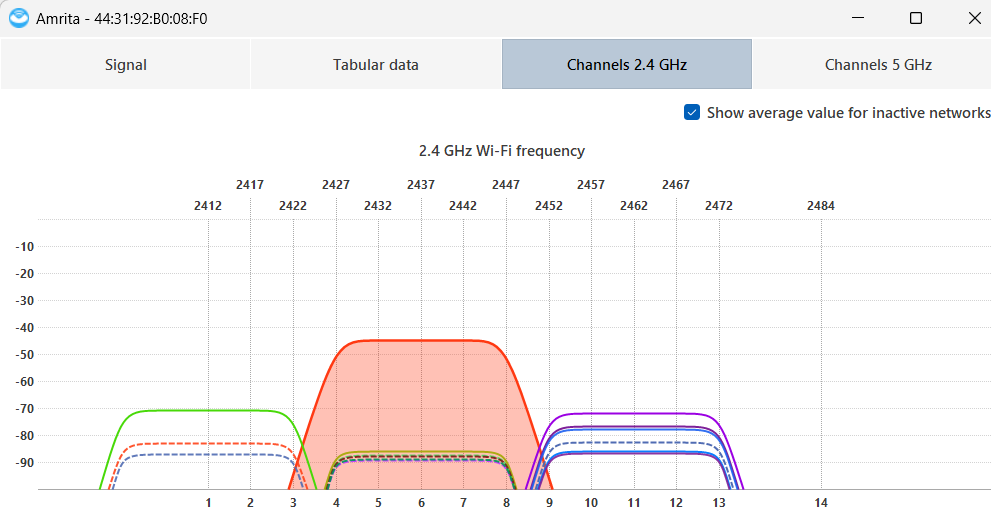 Amrita - 44:31:92:B0:08:F0
Signal Tabular data Channels 2.4 GHz Channels 5 GHz
Show average value for inactive networks
2.4 GHz Wi-Fi frequency
2417 2427 2437 2447 2457 2467
2412 2422 2432 2442 2452 2462 2472 2484
-10
-20
-30
-40
-50
-60
-70
-80
-90
1 2 3 4 5 6 7 8 9 10 11 12 13 14